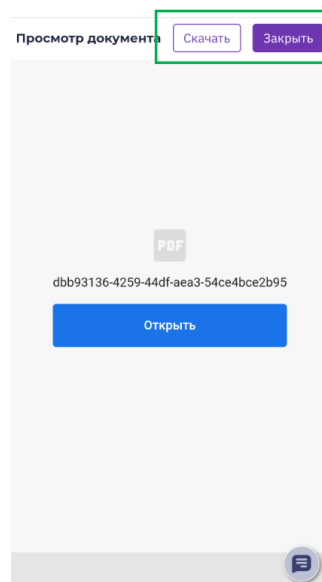 Просмотр документа Скачать Закрыть
PDF
dbb93136-4259-44df-aea3-54ce4bce2b95
Открыть